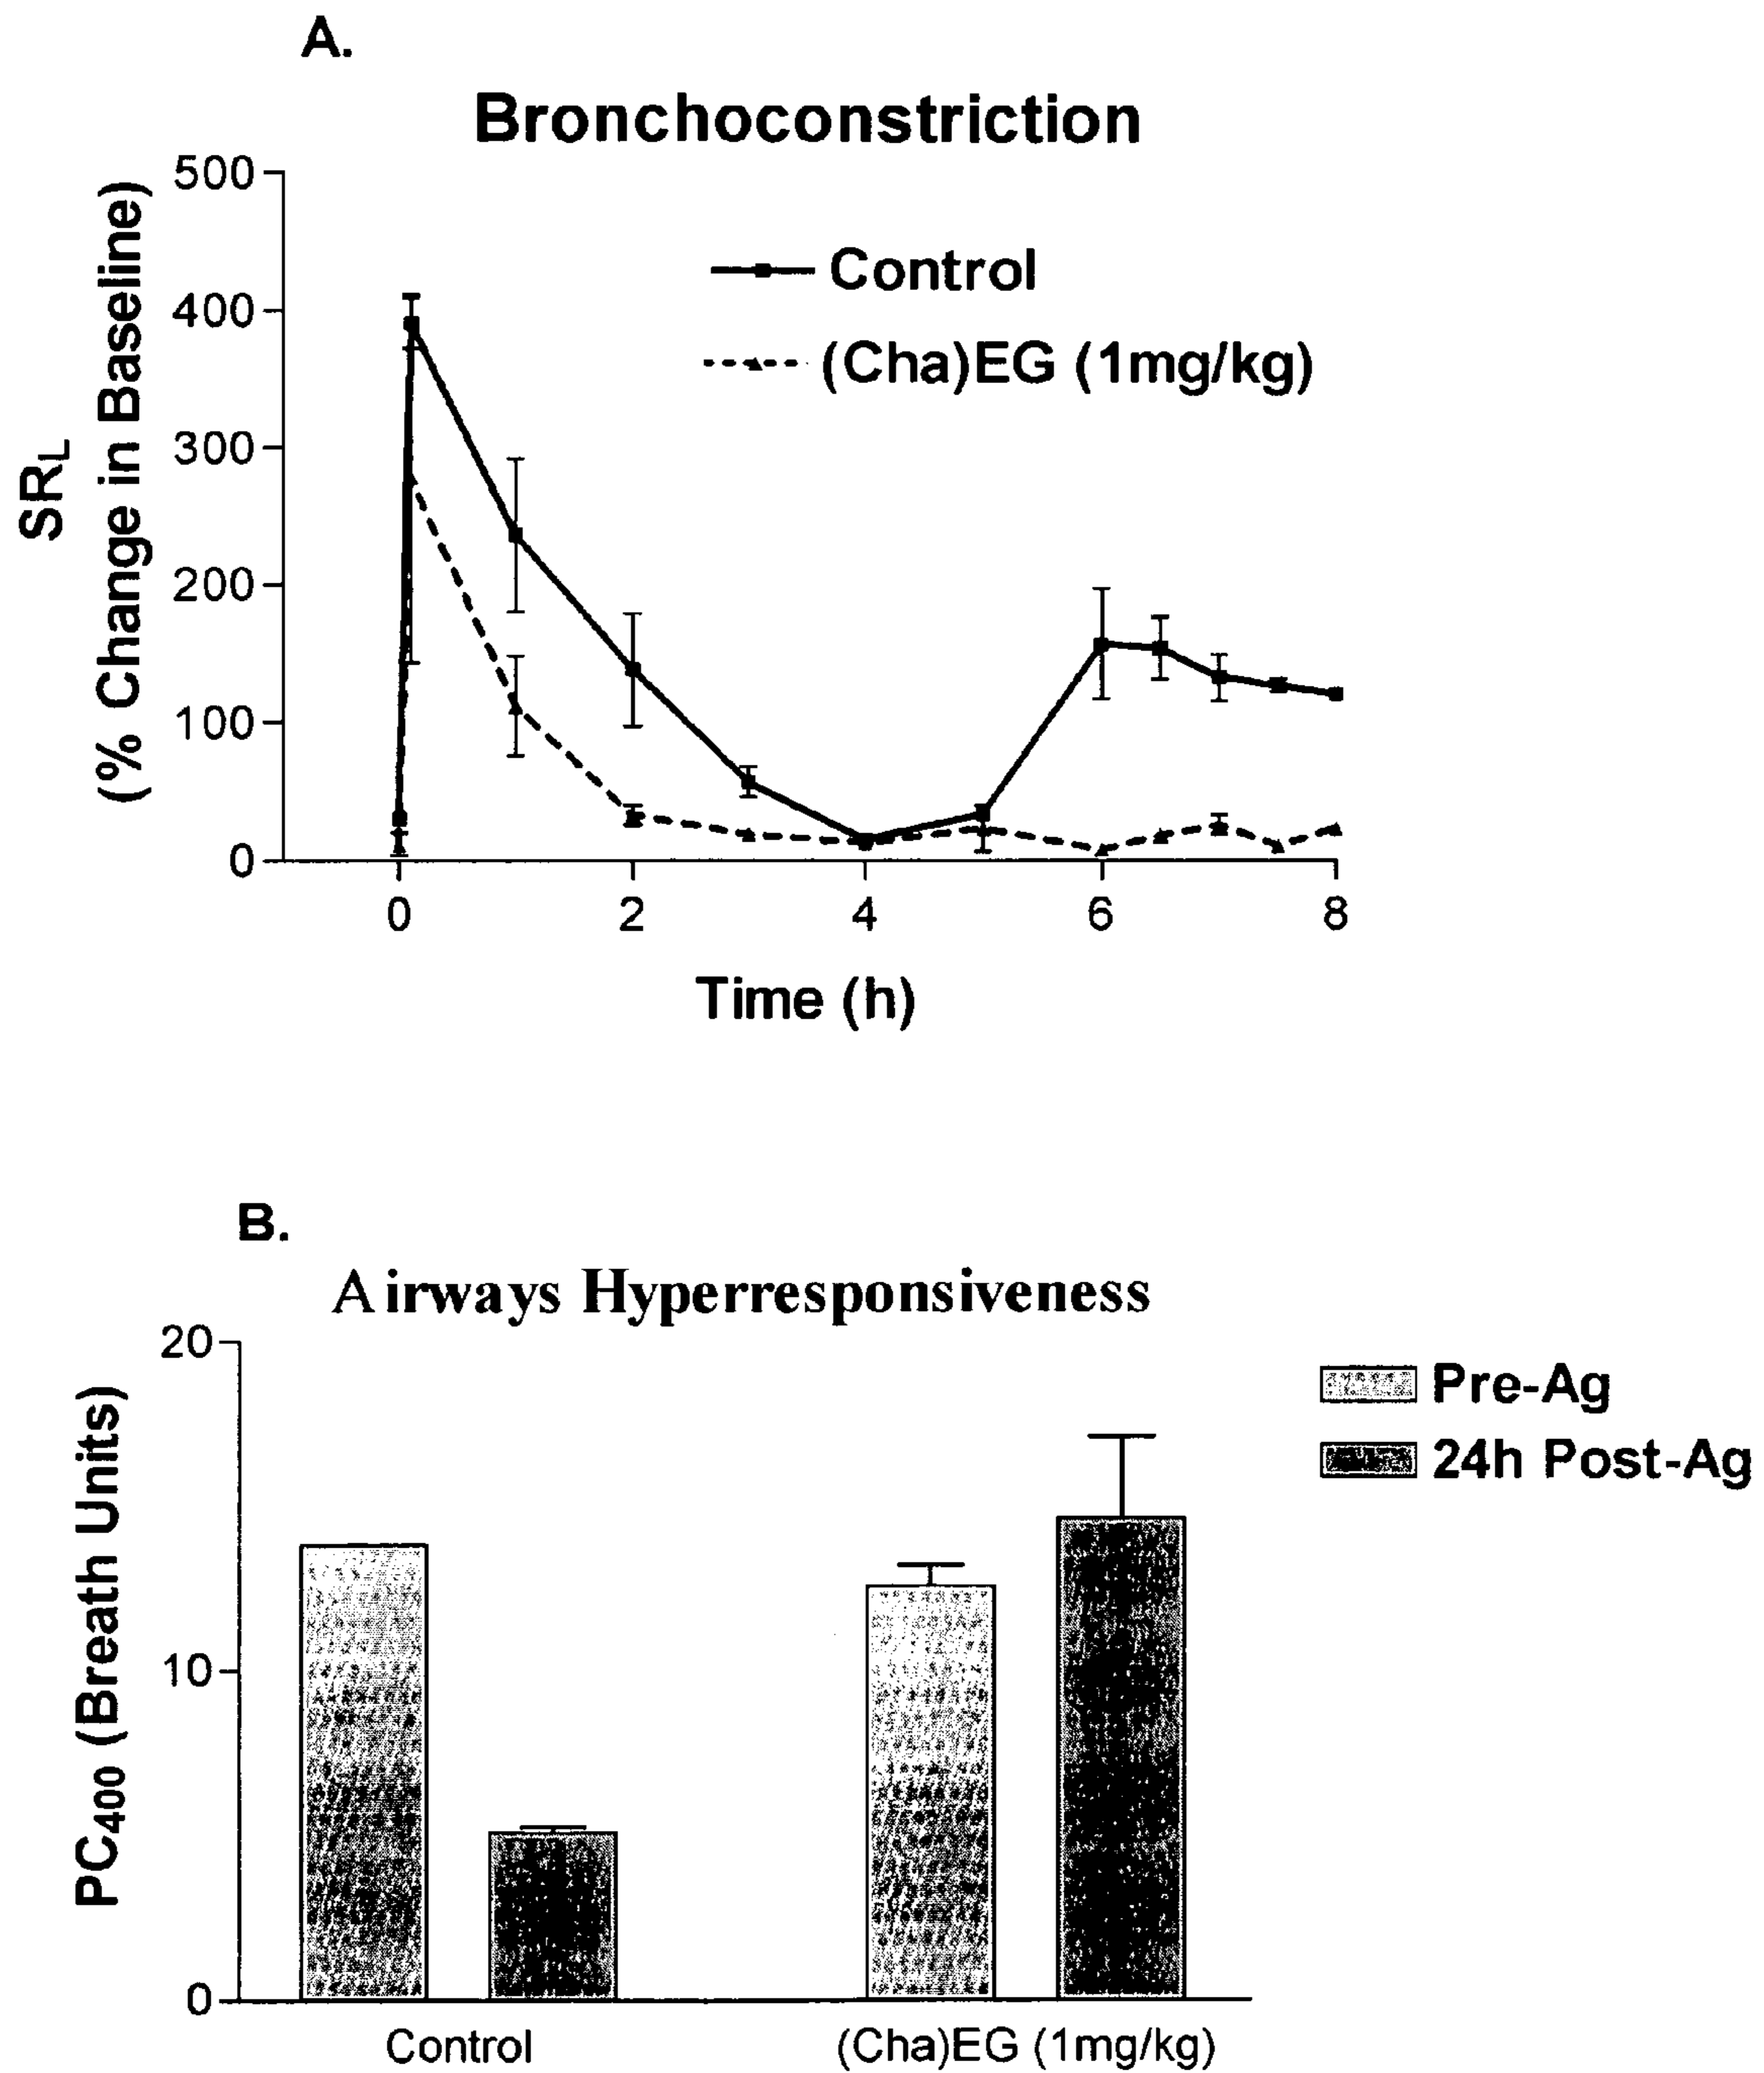 A.
Bronchoconstriction
SRL
(% Change in Baseline)
500
400
300
200
100
0
Control
(Cha)EG (1mg/kg)
0 2 4 6 8
Time (h)
B.
Airways Hyperresponsiveness
PC400 (Breath Units)
20
10
0
Pre-Ag
24h Post-Ag
Control (Cha)EG (1mg/kg)